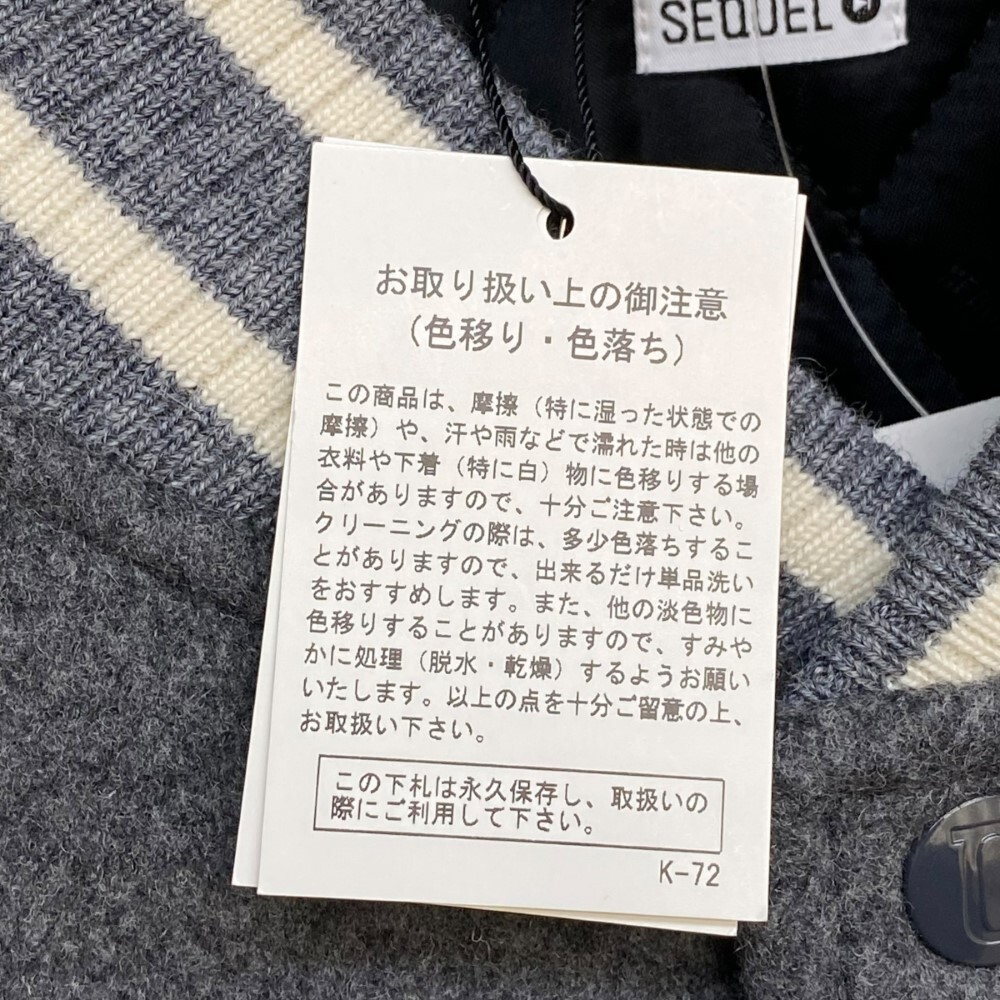 SEQUEL
お取り扱い上の御注意
（色移り・色落ち）
この商品は、摩擦（特に湿った状態での
摩擦）や、汗や雨などで濡れた時は他の
衣料や下着（特に白）物に色移りする場
合がありますので、十分ご注意下さい。
クリーニングの際は、多少色落ちするこ
とがありますので、出来るだけ単品洗い
をおすすめします。また、他の淡色物に
色移りすることがありますので、すみや
かに処理（脱水・乾燥）するようお願い
いたします。以上の点を十分ご留意の上、
お取扱い下さい。
この下札は永久保存し、取扱いの
際にご利用して下さい。
K-72